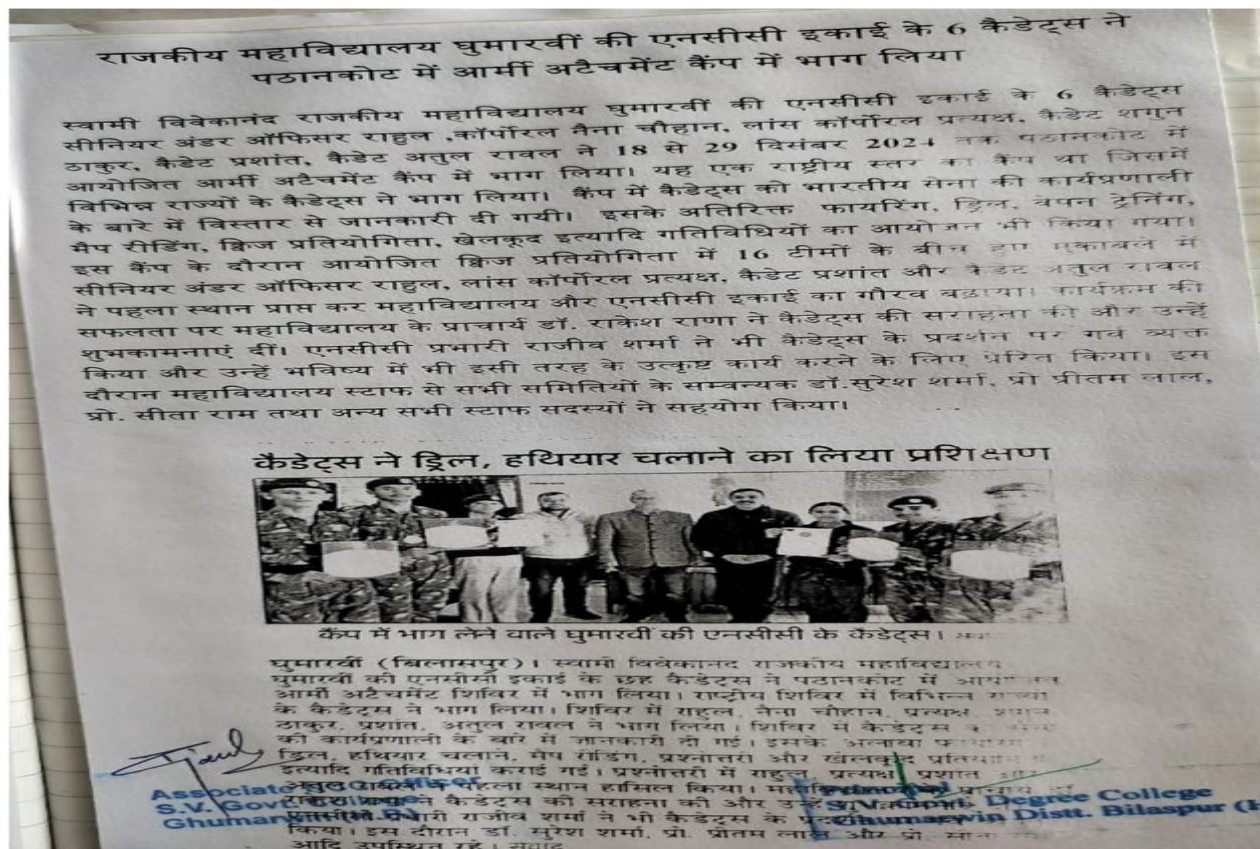 राजकीय महाविद्यालय घुमारवीं की एनसीसी इकाई के 6 कैडेट्स ने
पठानकोट में आर्मी अटैचमेंट कैंप में भाग लिया
स्वामी विवेकानंद राजकीय महाविद्यालय घुमारवीं की एनसीसी इकाई के 6 कैडेट्स
सीनियर अंडर ऑफिसर राहुल ,कॉर्पोरल नैना चौहान, लांस कॉर्पोरल प्रत्यक्ष, कैडेट शगुन
ठाकुर, कैडेट प्रशांत, कैडेट अतुल रावल ने 18 से 29 दिसंबर 2024 तक पठानकोट में
आयोजित आर्मी अटैचमेंट कैंप में भाग लिया। यह एक राष्ट्रीय स्तर का कैंप था जिसमें
विभिन्न राज्यों के कैडेट्स ने भाग लिया। कैंप में कैडेट्स को भारतीय सेना की कार्यप्रणाली
के बारे में विस्तार से जानकारी दी गयी। इसके अतिरिक्त फायरिंग, ड्रिल, वेपन ट्रेनिंग,
मैप रीडिंग, क्विज प्रतियोगिता, खेलकूद इत्यादि गतिविधियों का आयोजन भी किया गया।
इस कैंप के दौरान आयोजित क्विज प्रतियोगिता में 16 टीमों के बीच हुए मुकाबले में
सीनियर अंडर ऑफिसर राहुल, लांस कॉर्पोरल प्रत्यक्ष, कैडेट प्रशांत और कैडेट अतुल रावल
ने पहला स्थान प्राप्त कर महाविद्यालय और एनसीसी इकाई का गौरव बढ़ाया। कार्यक्रम की
सफलता पर महाविद्यालय के प्राचार्य डॉ. राकेश राणा ने कैडेट्स की सराहना की और उन्हें
शुभकामनाएं दीं। एनसीसी प्रभारी राजीव शर्मा ने भी कैडेट्स के प्रदर्शन पर गर्व व्यक्त
किया और उन्हें भविष्य में भी इसी तरह के उत्कृष्ट कार्य करने के लिए प्रेरित किया। इस
दौरान महाविद्यालय स्टाफ से सभी समितियों के सम्वन्यक डॉ.सुरेश शर्मा, प्रो प्रीतम लाल,
प्रो. सीता राम तथा अन्य सभी स्टाफ सदस्यों ने सहयोग किया।
कैडेट्स ने ड्रिल, हथियार चलाने का लिया प्रशिक्षण
कैंप में भाग लेने वाले घुमारवीं की एनसीसी के कैडेट्स।
घुमारवीं (बिलासपुर)। स्वामी विवेकानंद राजकीय महाविद्यालय
घुमारवीं की एनसीसी इकाई के छह कैडेट्स ने पठानकोट में
आर्मी अटैचमेंट शिविर में भाग लिया। राष्ट्रीय शिविर में विभिन्न राज्यों
के कैडेट्स ने भाग लिया। शिविर में राहुल, नैना चौहान, प्रत्यक्ष, शगुन
ठाकुर, प्रशांत, अतुल रावल ने भाग लिया। शिविर में कैडेट्स
की कार्यप्रणाली के बारे में जानकारी दी गई। इसके अलावा
ड्रिल, हथियार चलाने, मैप रीडिंग, प्रश्नोत्तरी और खेलकूद
इत्यादि गतिविधियां कराई गईं। प्रश्नोत्तरी में राहुल, प्रत्यक्ष, प्रशांत और
पहला स्थान हासिल किया।
ने कैडेट्स की सराहना की और
राजीव शर्मा ने भी कैडेट्स के
किया। इस दौरान डॉ. सुरेश शर्मा, प्रो. प्रीतम लाल और प्रो.
आदि उपस्थित रहे। संवाद
Associate Officer
S.V. Govt
S.V. Degree College
Ghumarwin Distt. Bilaspur